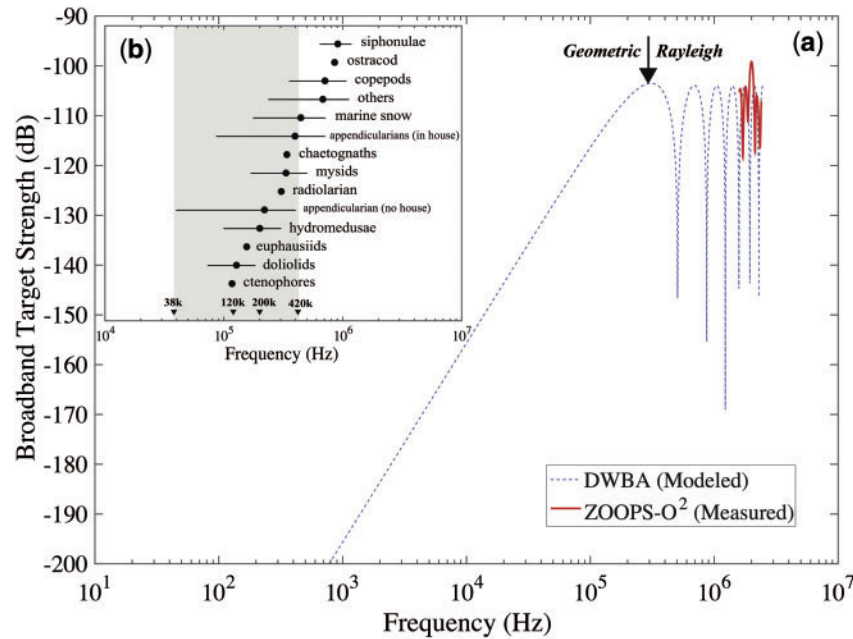 Broadband Target Strength (dB)
-90
-100
-110
-120
-130
-140
-150
-160
-170
-180
-190
-200
(b)
siphonulae
ostracod
copepods
others
marine snow
appendicularians (in house)
chaetognaths
mysids
radiolarian
appendicularian (no house)
hydromedusae
euphausiids
doliolids
ctenophores
38k 120k 200k 420k
10^4 10^5 10^6 10^7
Frequency (Hz)
(a)
Geometric Rayleigh
DWBA (Modeled)
ZOOPS-O^2 (Measured)
10^1 10^2 10^3 10^4 10^5 10^6 10^7
Frequency (Hz)